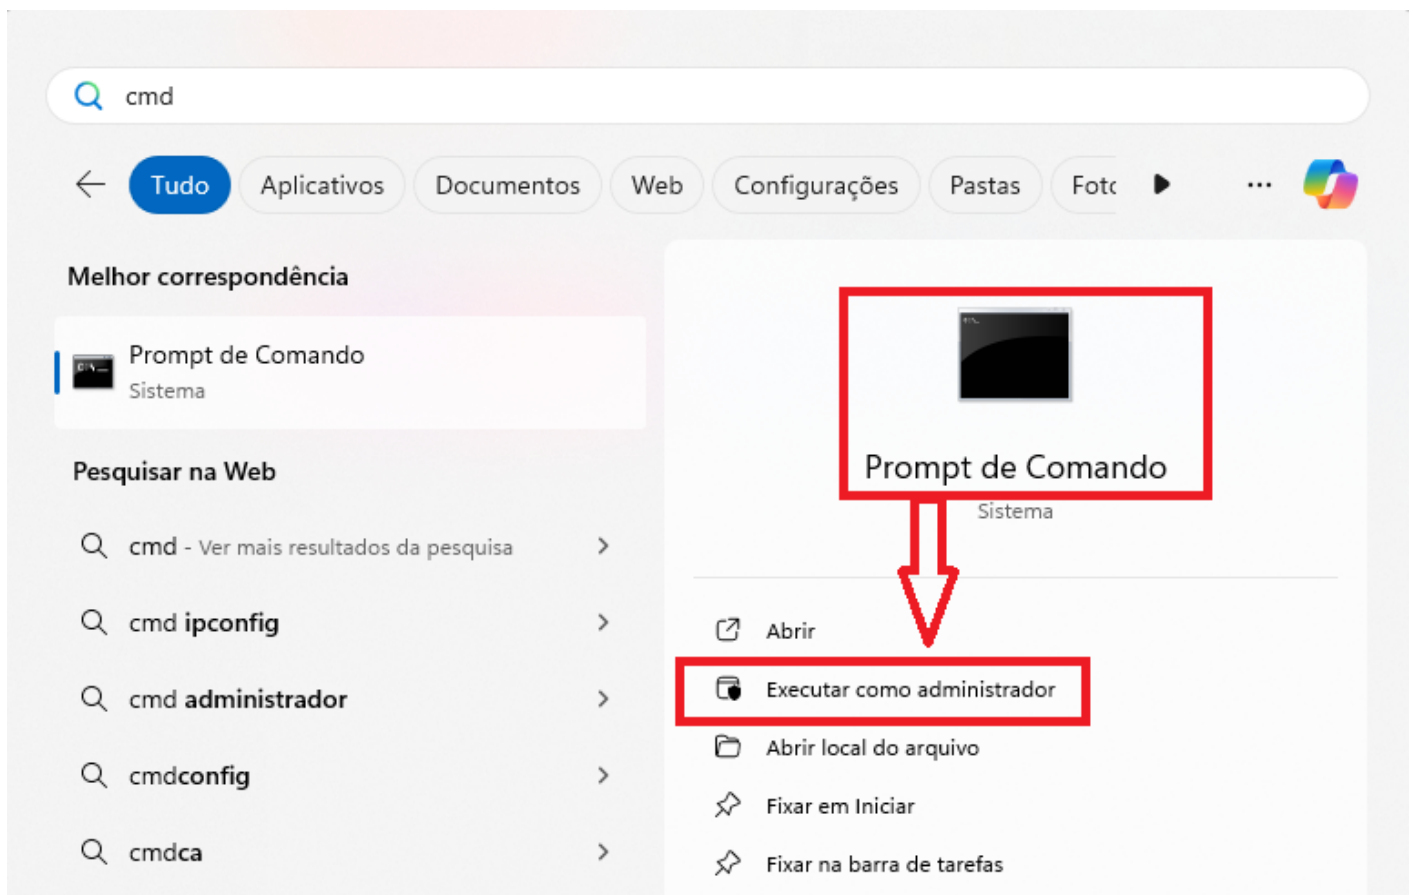 cmd
Tudo Aplicativos Documentos Web Configurações Pastas
Melhor correspondência
Prompt de Comando
Sistema
Pesquisar na Web
cmd - Ver mais resultados da pesquisa
cmd ipconfig
cmd administrador
cmdconfig
cmdca
Prompt de Comando
Sistema
Abrir
Executar como administrador
Abrir local do arquivo
Fixar em Iniciar
Fixar na barra de tarefas